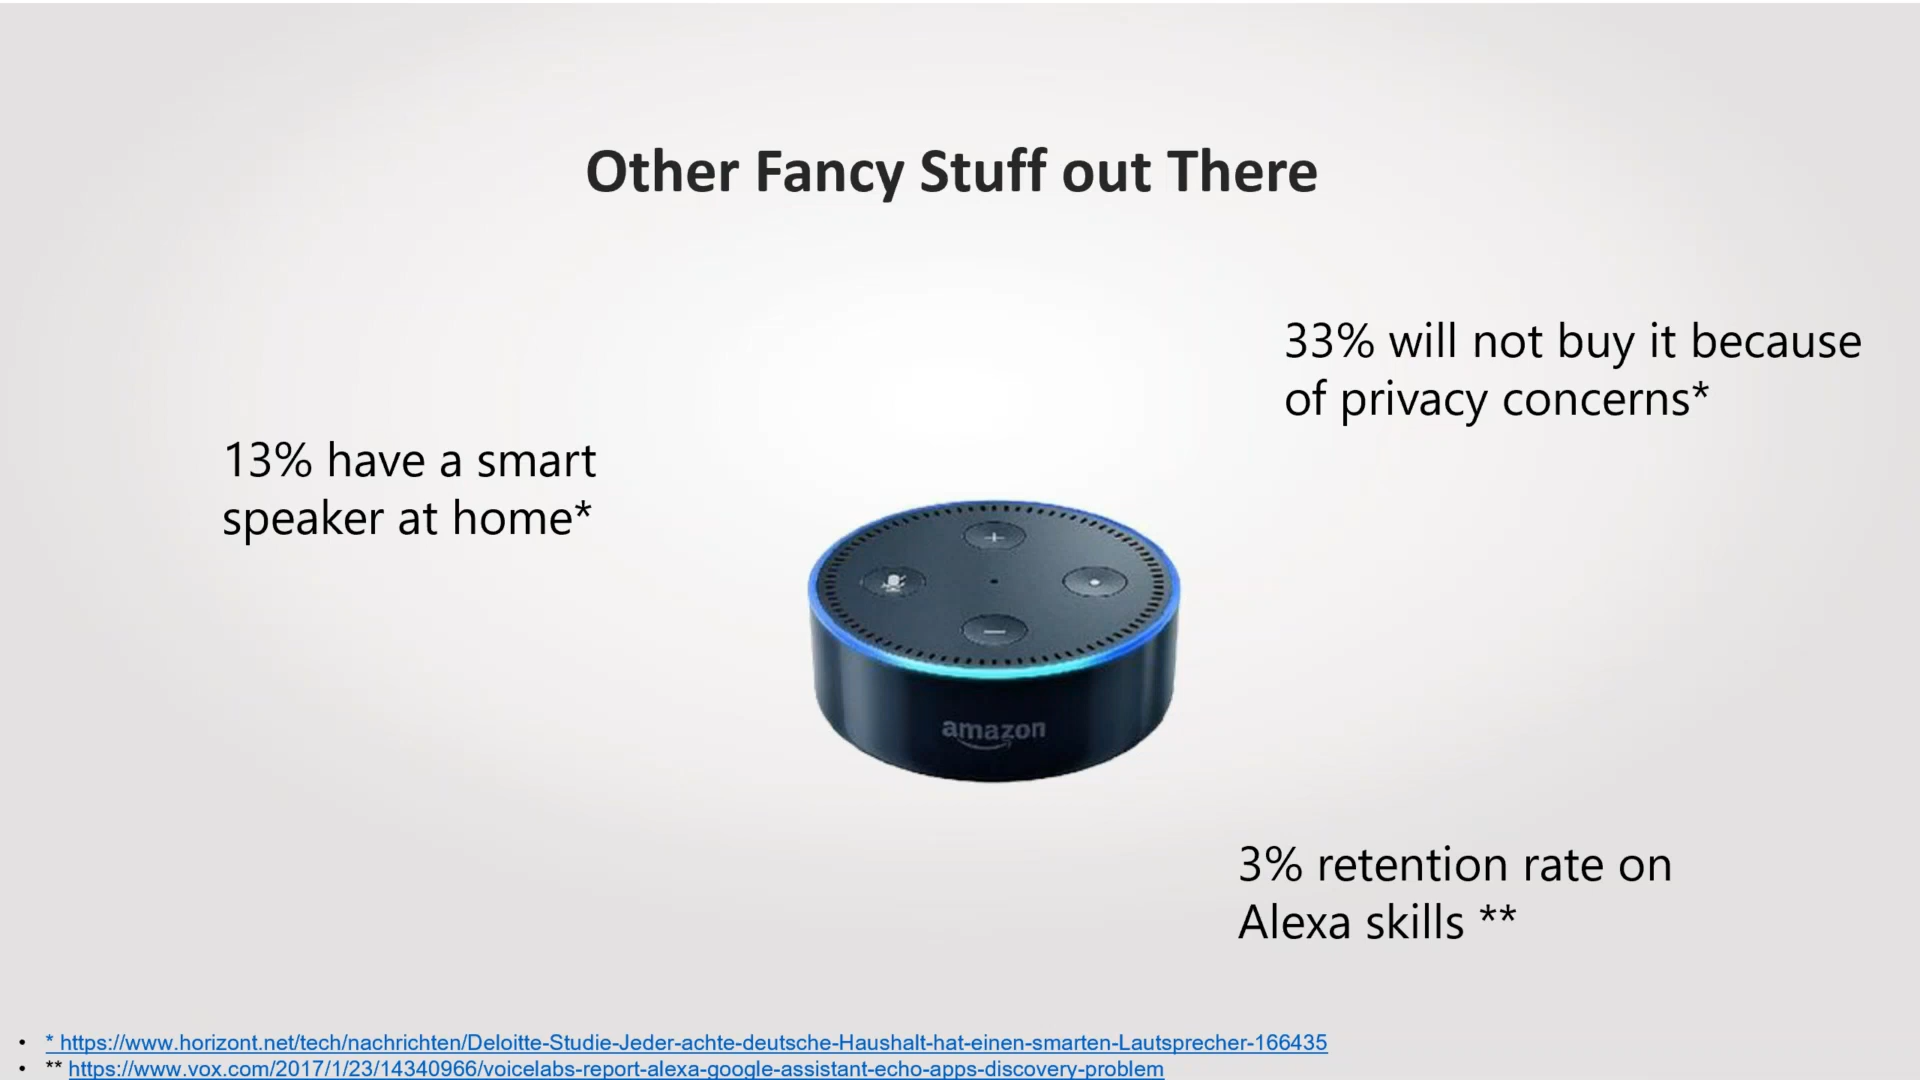 Other Fancy Stuff out There
33% will not buy it because
of privacy concerns*
13% have a smart
speaker at home*
amazon
3% retention rate on
Alexa skills **
• * https://www.horizont.net/tech/nachrichten/Deloitte-Studie-Jeder-achte-deutsche-Haushalt-hat-einen-smarten-Lautsprecher-166435
• ** https://www.vox.com/2017/1/23/14340966/voicelabs-report-alexa-google-assistant-echo-apps-discovery-problem